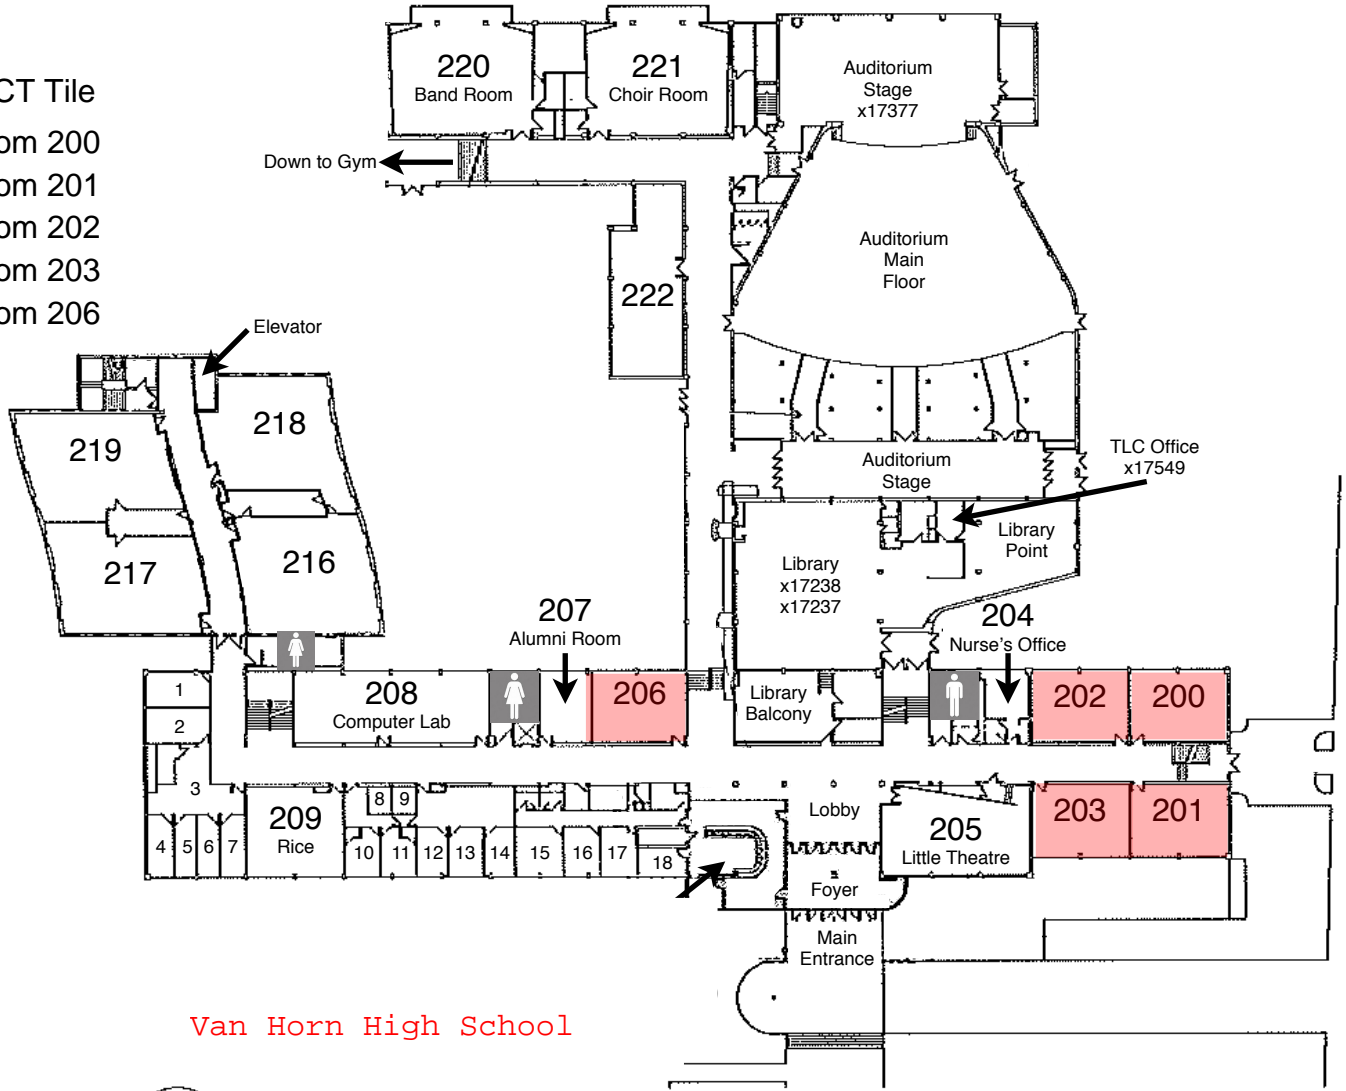 CT Tile
om 200
om 201
om 202
om 203
om 206
220
Band Room
221
Choir Room
Auditorium
Stage
x17377
Down to Gym
Auditorium
Main
Floor
222
Elevator
218
219
217
216
Auditorium
Stage
TLC Office
x17549
Library
Point
Library
x17238
x17237
207
Alumni Room
204
Nurse's Office
1
2
3
4
5
6
7
208
Computer Lab
206
Library
Balcony
202
200
209
Rice
8
9
10
11
12
13
14
15
16
17
18
Lobby
205
Little Theatre
203
201
Foyer
Main
Entrance
Van Horn High School